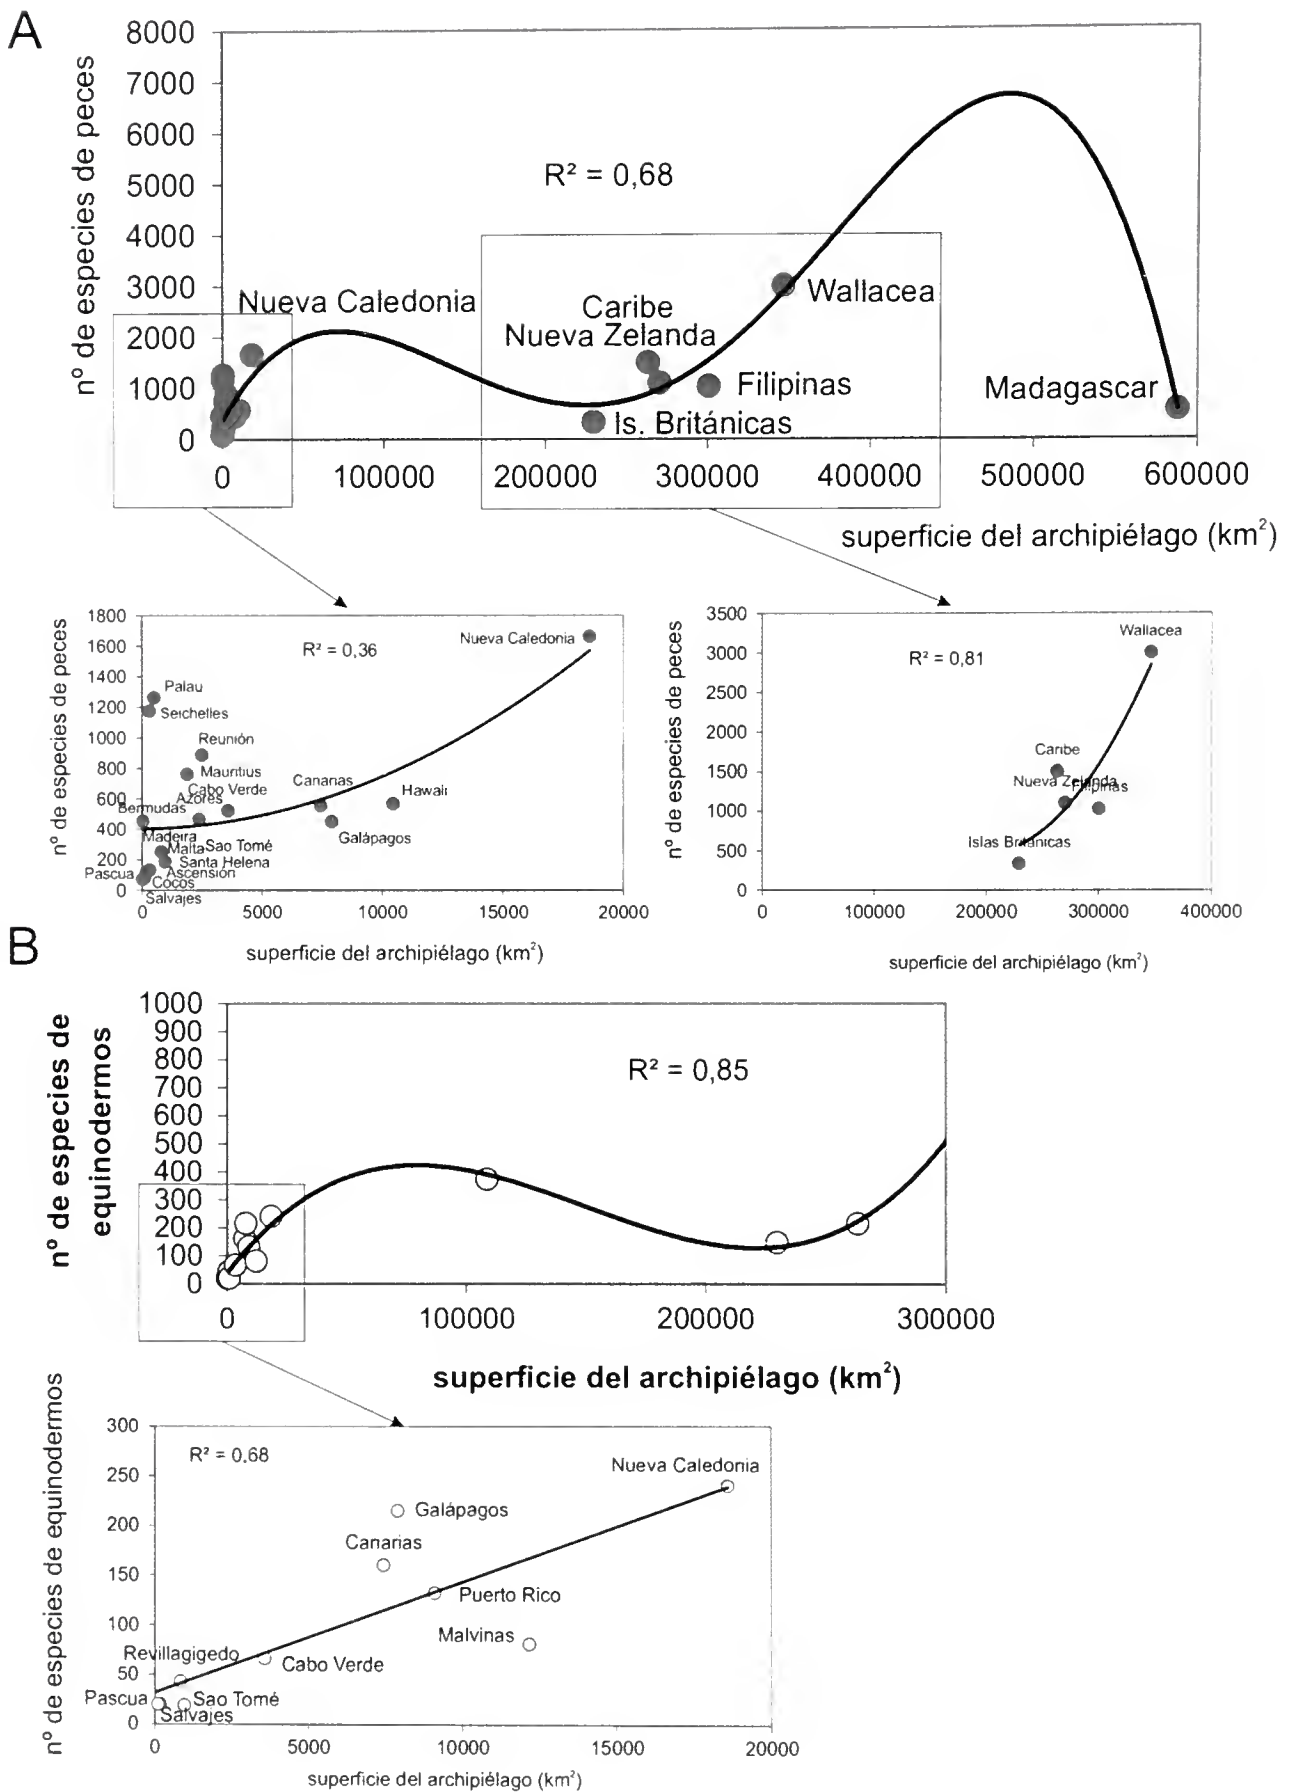 A
nº de especies de peces
8000
7000
6000
5000
4000
3000
2000
1000
0
R² = 0,68
Nueva Caledonia
Caribe
Nueva Zelanda
Wallacea
Filipinas
Is. Británicas
Madagascar
0 100000 200000 300000 400000 500000 600000
superficie del archipiélago (km²)
nº de especies de peces
1800
1600
1400
1200
1000
800
600
400
200
0
R² = 0,36
Nueva Caledonia
Palau
Seichelles
Reunión
Mauritius
Cabo Verde
Azores
Bermudas
Canarias
Hawaii
Galápagos
Madeira
Malta
Sao Tomé
Santa Helena
Pascua
Ascensión
Cocos
Salvajes
0 5000 10000 15000 20000
superficie del archipiélago (km²)
nº de especies de peces
3500
3000
2500
2000
1500
1000
500
0
R² = 0,81
Wallacea
Caribe
Nueva Zelanda
Filipinas
Islas Británicas
0 100000 200000 300000 400000
superficie del archipiélago (km²)
B
nº de especies de
equinodermos
1000
900
800
700
600
500
400
300
200
100
0
R² = 0,85
0 100000 200000 300000
superficie del archipiélago (km²)
nº de especies de equinodermos
300
250
200
150
100
50
0
R² = 0.68
Nueva Caledonia
Galápagos
Canarias
Puerto Rico
Malvinas
Revillagigedo
Cabo Verde
Pascua
Sao Tomé
Salvajes
0 5000 10000 15000 20000
superficie del archipiélago (km²)